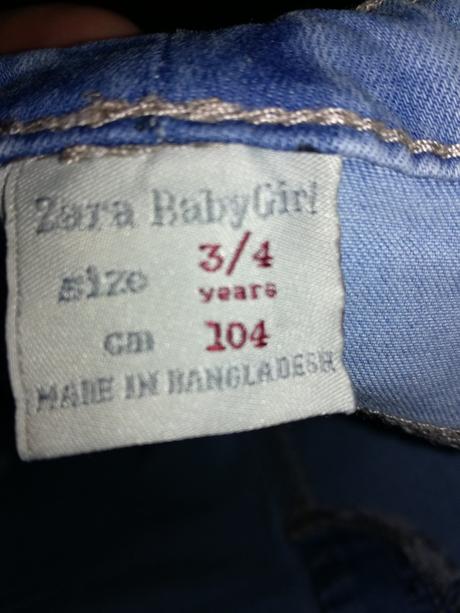 Zara BabyGirl
size 3/4
years
cm 104
MADE IN BANGLADESH